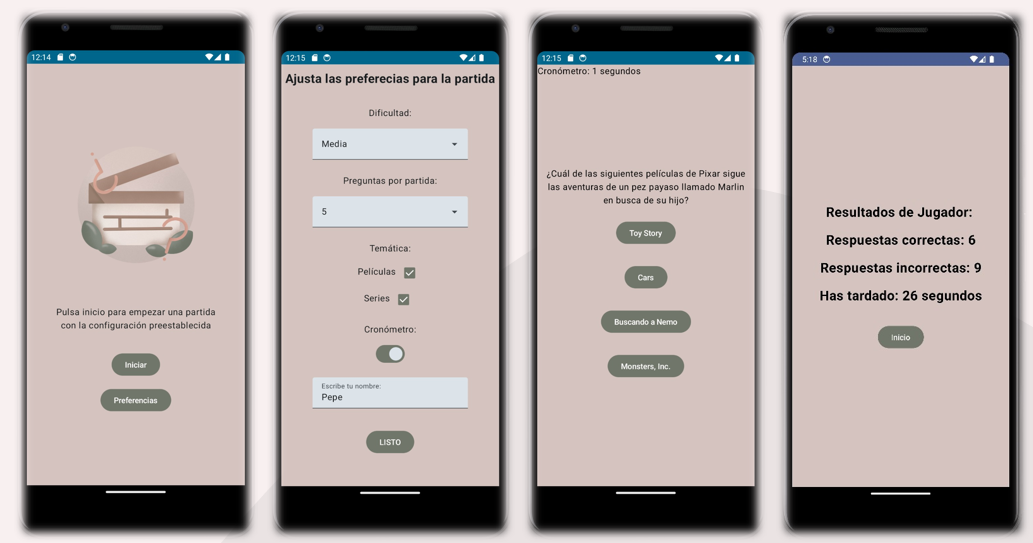 12:14
Pulsa inicio para empezar una partida
con la configuración preestablecida
Iniciar
Preferencias
12:15
Ajusta las preferecias para la partida
Dificultad:
Media
Preguntas por partida:
5
Temática:
Películas
Series
Cronómetro:
Escribe tu nombre:
Pepe
LISTO
12:15
Cronómetro: 1 segundos
¿Cuál de las siguientes películas de Pixar sigue
las aventuras de un pez payaso llamado Marlin
en busca de su hijo?
Toy Story
Cars
Buscando a Nemo
Monsters, Inc.
5:18
Resultados de Jugador:
Respuestas correctas: 6
Respuestas incorrectas: 9
Has tardado: 26 segundos
Inicio